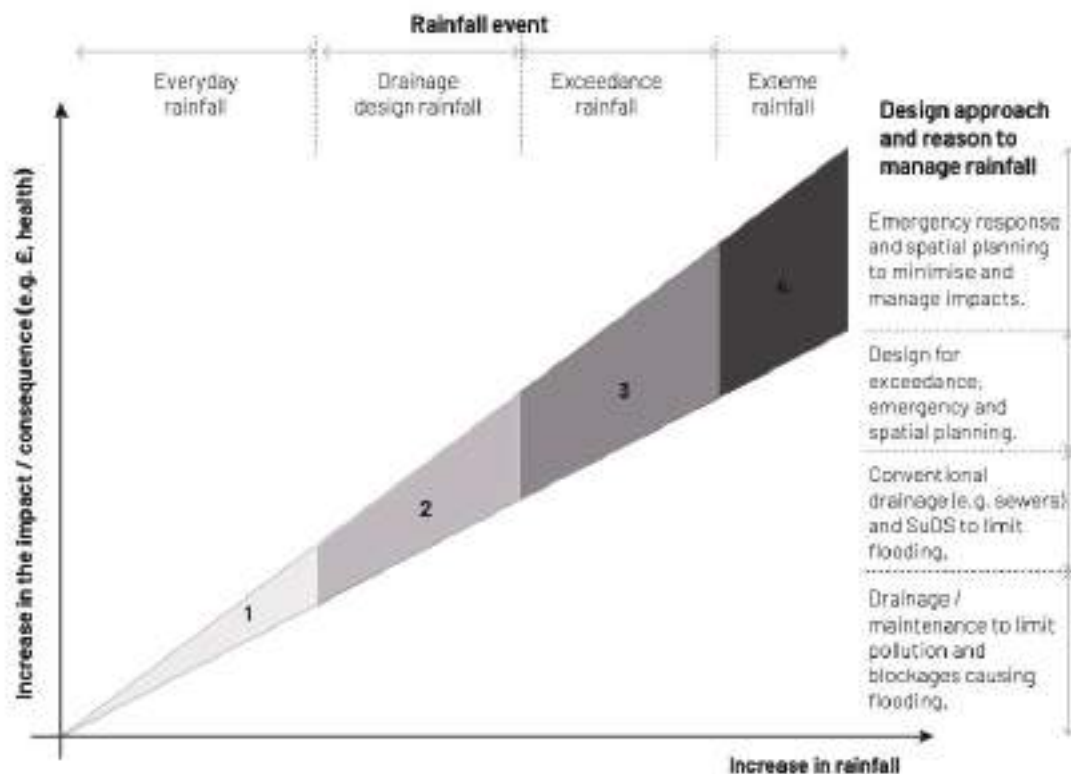 Rainfall event
Everyday
rainfall
Drainage
design rainfall
Exceedance
rainfall
Exteme
rainfall
Design approach
and reason to
manage rainfall
Increase in the impact / consequence (e.g. £, health)
Emergency response
and spatial planning
to minimise and
manage impacts.
4
3
Design for
exceedance,
emergency and
spatial planning.
2
Conventional
drainage (e.g. sewers)
and SuDS to limit
flooding.
1
Drainage /
maintenance to limit
pollution and
blockages causing
flooding.
Increase in rainfall